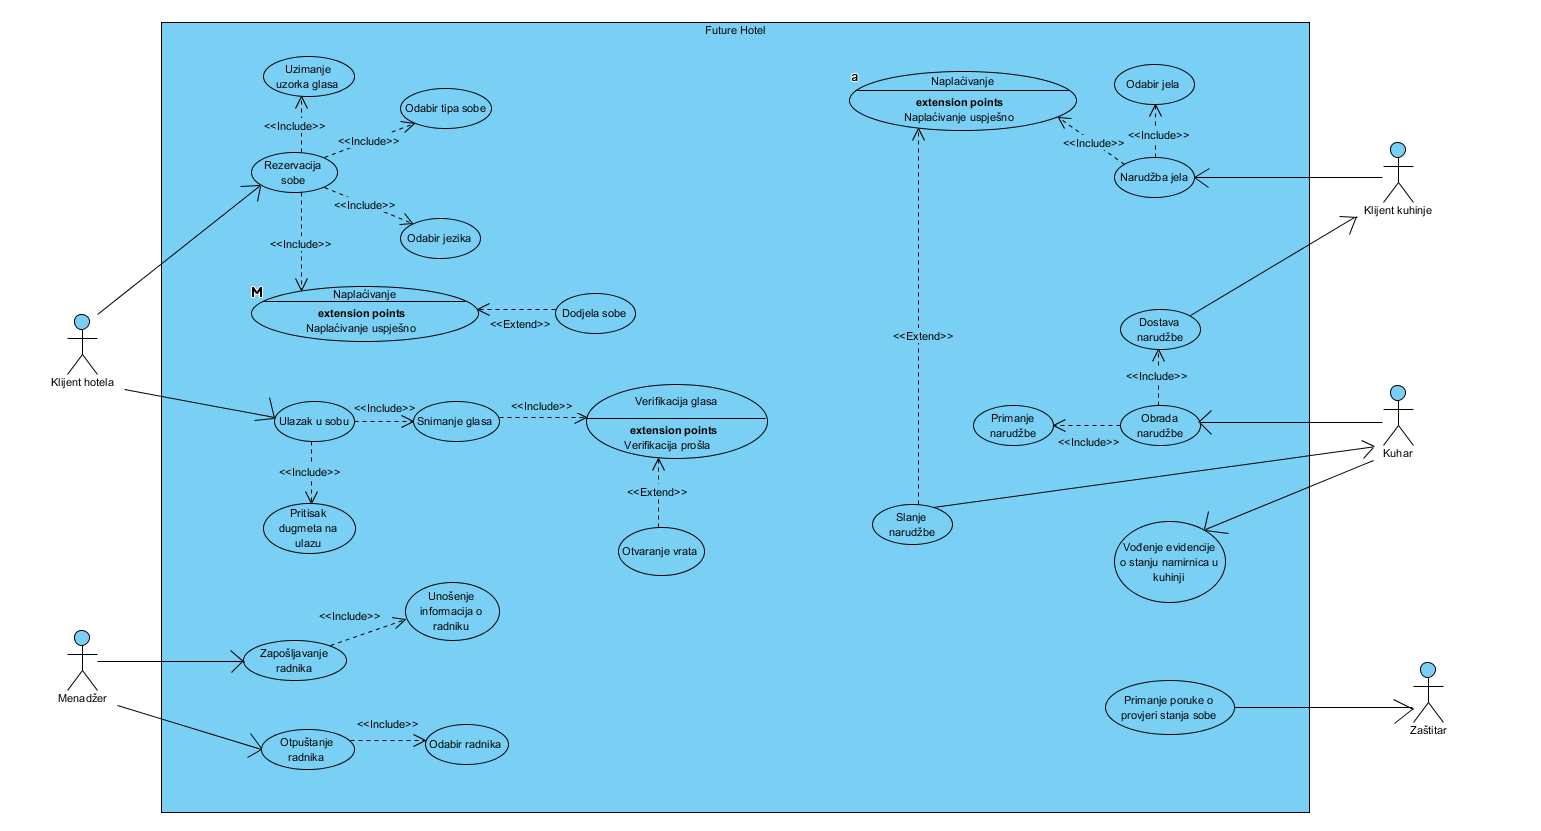 Future Hotel
Uzimanje
uzorka glasa
Odabir tipa sobe
<<Include>>
<<Include>>
Rezervacija
sobe
<<Include>>
Odabir jezika
<<Include>>
M
Naplaćivanje
extension points
Naplaćivanje uspješno
Dodjela sobe
<<Extend>>
Klijent hotela
Ulazak u sobu
<<Include>>
Snimanje glasa
<<Include>>
Verifikacija glasa
extension points
Verifikacija prošla
<<Include>>
Pritisak
dugmeta na
ulazu
<<Extend>>
Otvaranje vrata
Unošenje
informacija o
radniku
<<Include>>
Zapošljavanje
radnika
Menadžer
<<Include>>
Otpuštanje
radnika
Odabir radnika
a
Naplaćivanje
extension points
Naplaćivanje uspješno
Odabir jela
<<Include>>
<<Include>>
Narudžba jela
Klijent kuhinje
<<Extend>>
Dostava
narudžbe
<<Include>>
Primanje
narudžbe
<<Include>>
Obrada
narudžbe
Kuhar
Slanje
narudžbe
Vođenje evidencije
o stanju namirnica u
kuhinji
Primanje poruke o
provjeri stanja sobe
Zaštitar